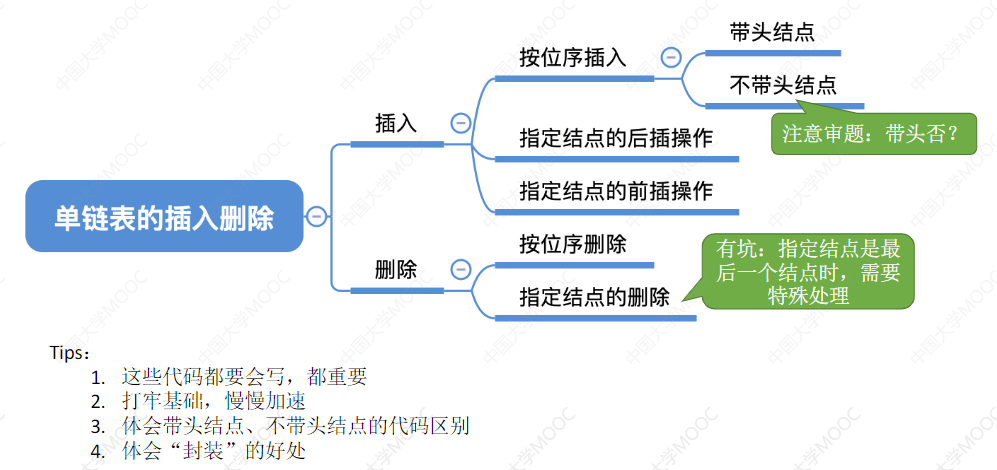 单链表的插入删除
插入
按位序插入
带头结点
不带头结点
注意审题：带头否？
指定结点的后插操作
指定结点的前插操作
删除
按位序删除
指定结点的删除
有坑：指定结点是最
后一个结点时，需要
特殊处理
Tips：
1. 这些代码都要会写，都重要
2. 打牢基础，慢慢加速
3. 体会带头结点、不带头结点的代码区别
4. 体会“封装”的好处
中国大学MOOC